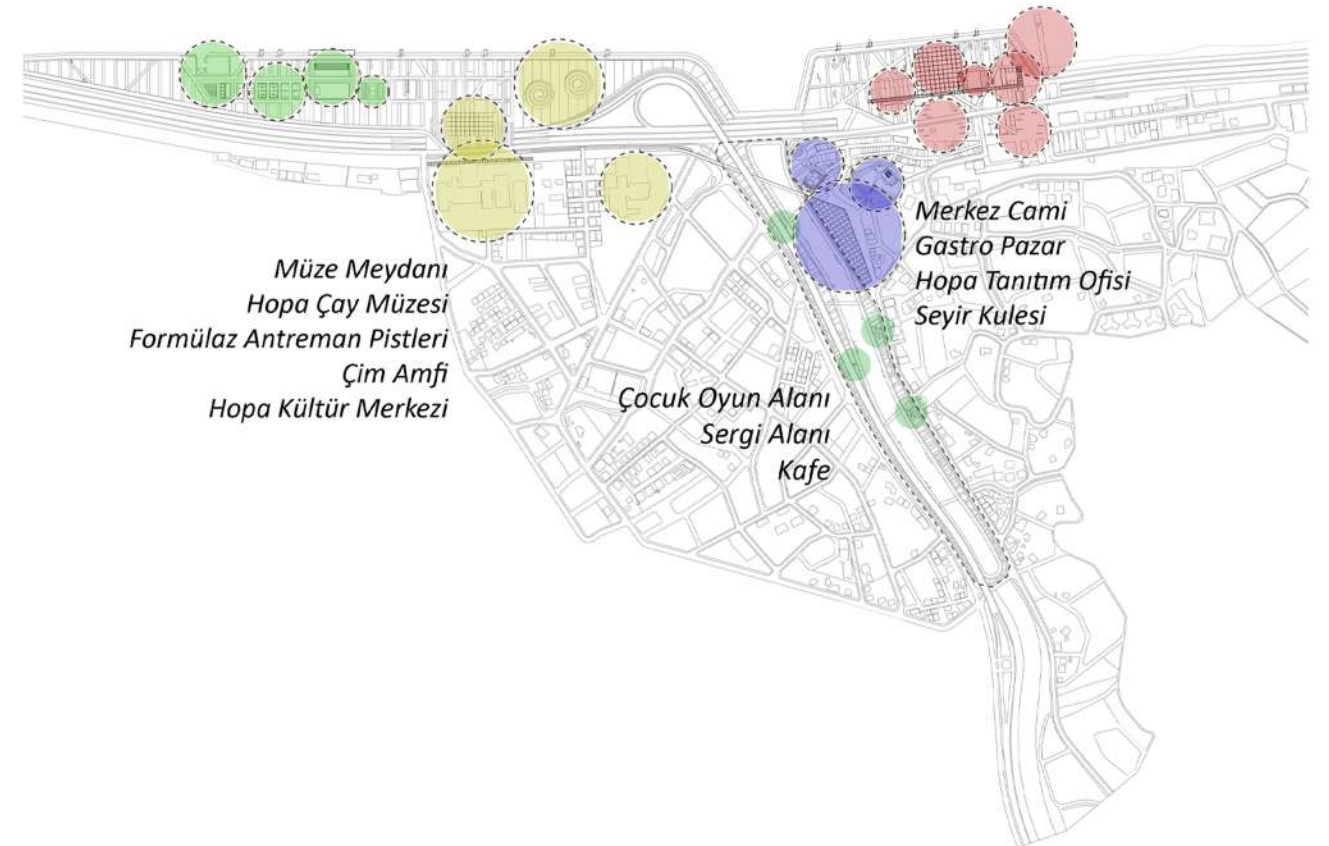 Müze Meydanı
Hopa Çay Müzesi
Formülaz Antreman Pistleri
Çim Amfi
Hopa Kültür Merkezi
Merkez Cami
Gastro Pazar
Hopa Tanıtım Ofisi
Seyir Kulesi
Çocuk Oyun Alanı
Sergi Alanı
Kafe